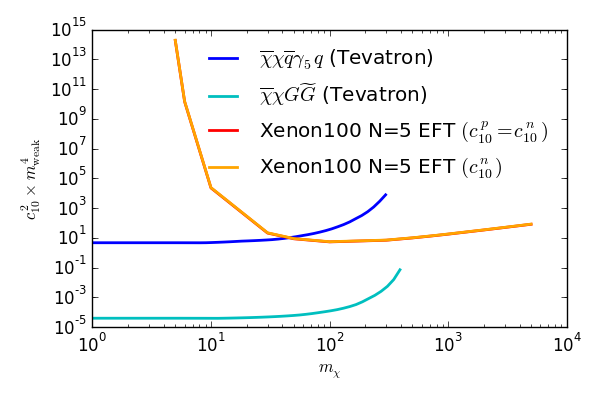 10^15
10^13
10^11
10^9
10^7
10^5
10^3
10^1
10^-1
10^-3
10^-5
c_10^2 × m_weak^4
χ̅χq̅γ_5 q (Tevatron)
χ̅χGG̃ (Tevatron)
Xenon100 N=5 EFT (c_10^p = c_10^n)
Xenon100 N=5 EFT (c_10^n)
10^0 10^1 10^2 10^3 10^4
m_χ